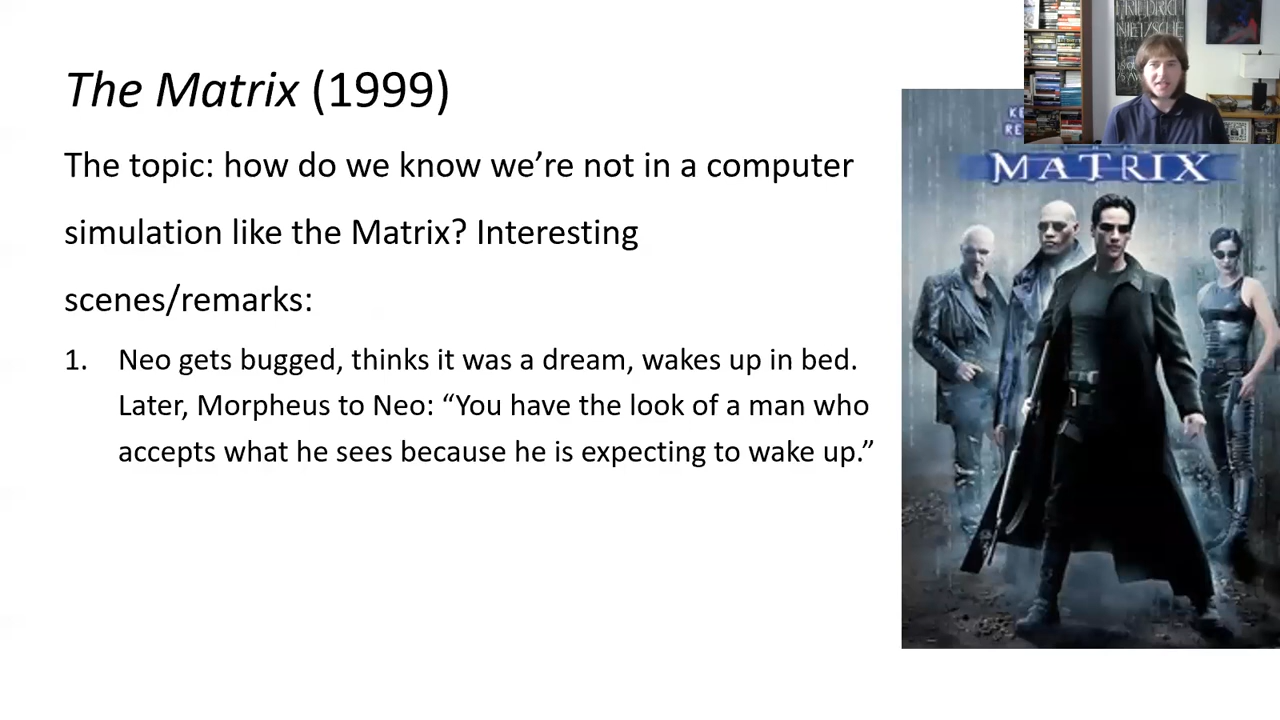 The Matrix (1999)
The topic: how do we know we’re not in a computer
simulation like the Matrix? Interesting
scenes/remarks:
1. Neo gets bugged, thinks it was a dream, wakes up in bed.
Later, Morpheus to Neo: “You have the look of a man who
accepts what he sees because he is expecting to wake up.”
FRIEDRICH
NIETZSCHE
MATRIX